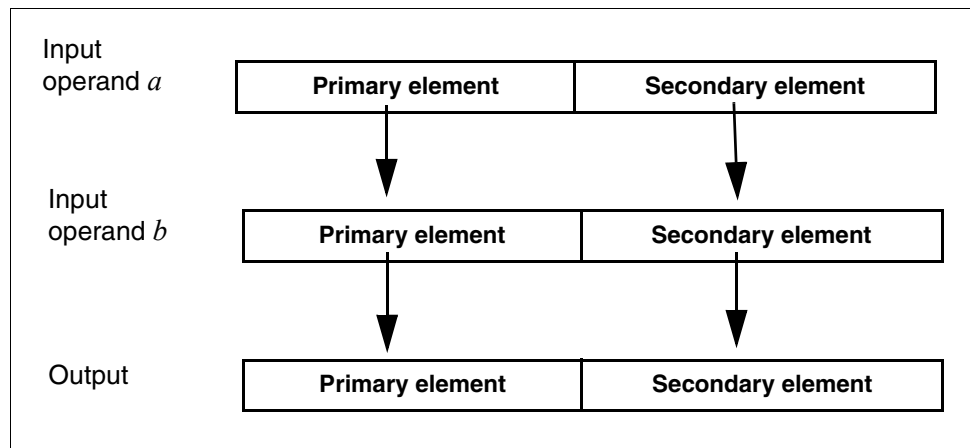 Input
operand a
Primary element Secondary element
Input
operand b
Primary element Secondary element
Output
Primary element Secondary element